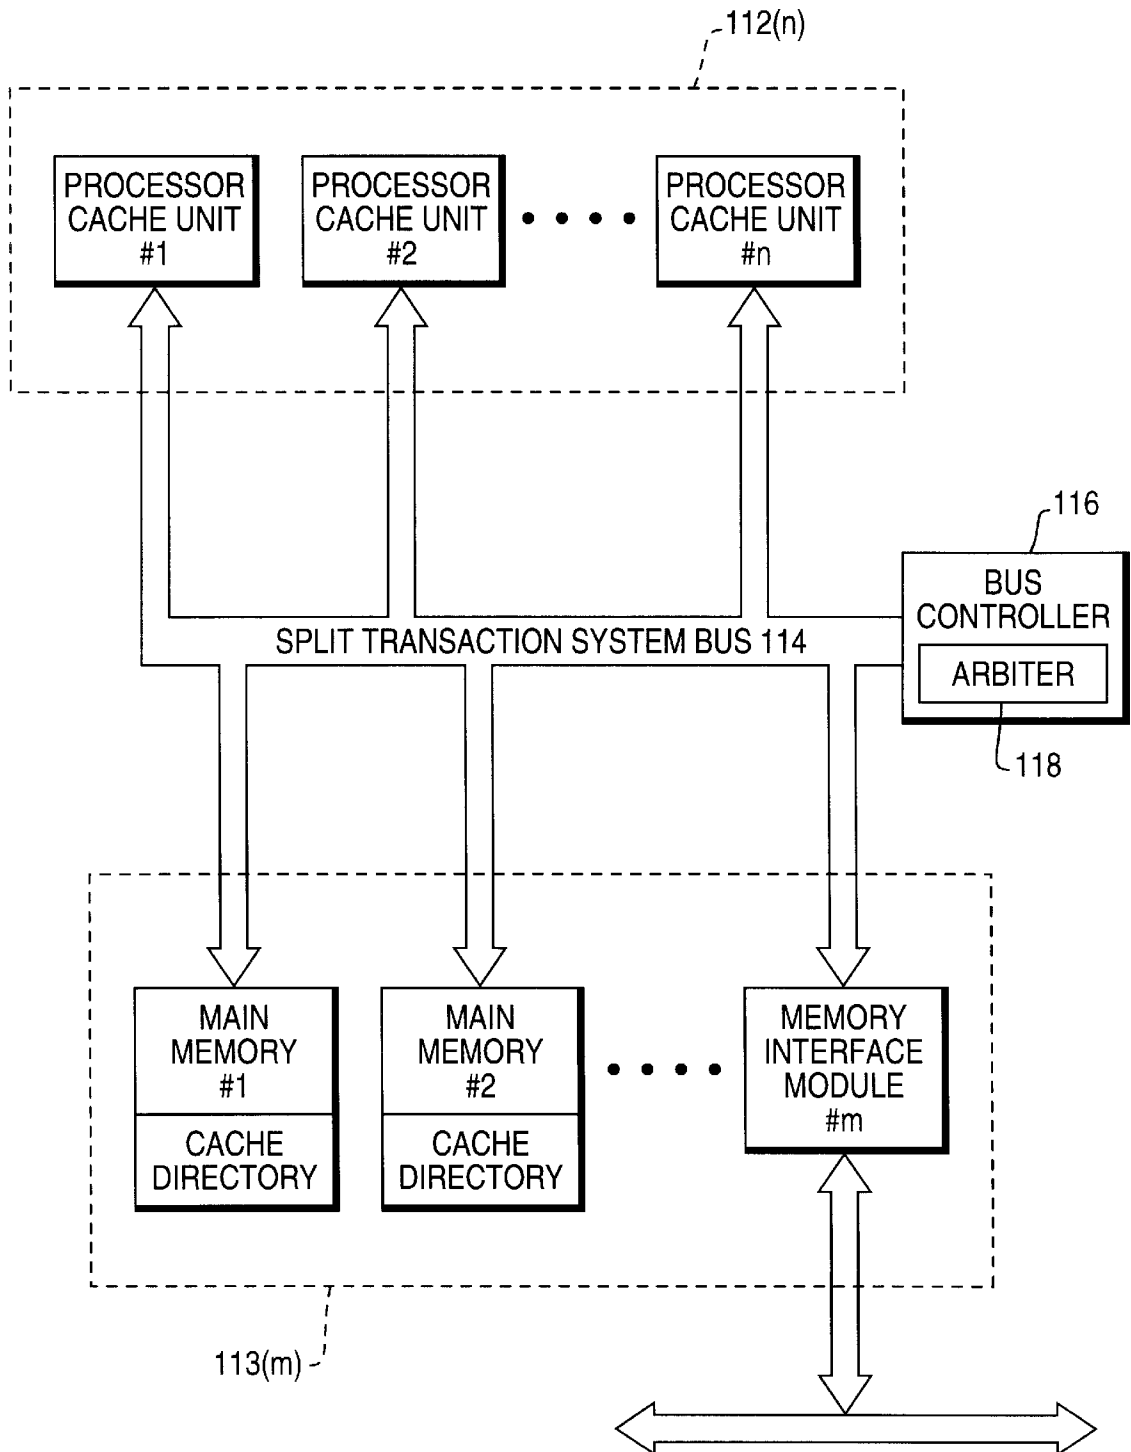 112(n)
PROCESSOR
CACHE UNIT
#1
PROCESSOR
CACHE UNIT
#2
PROCESSOR
CACHE UNIT
#n
116
BUS
CONTROLLER
ARBITER
118
SPLIT TRANSACTION SYSTEM BUS 114
MAIN
MEMORY
#1
CACHE
DIRECTORY
MAIN
MEMORY
#2
CACHE
DIRECTORY
MEMORY
INTERFACE
MODULE
#m
113(m)